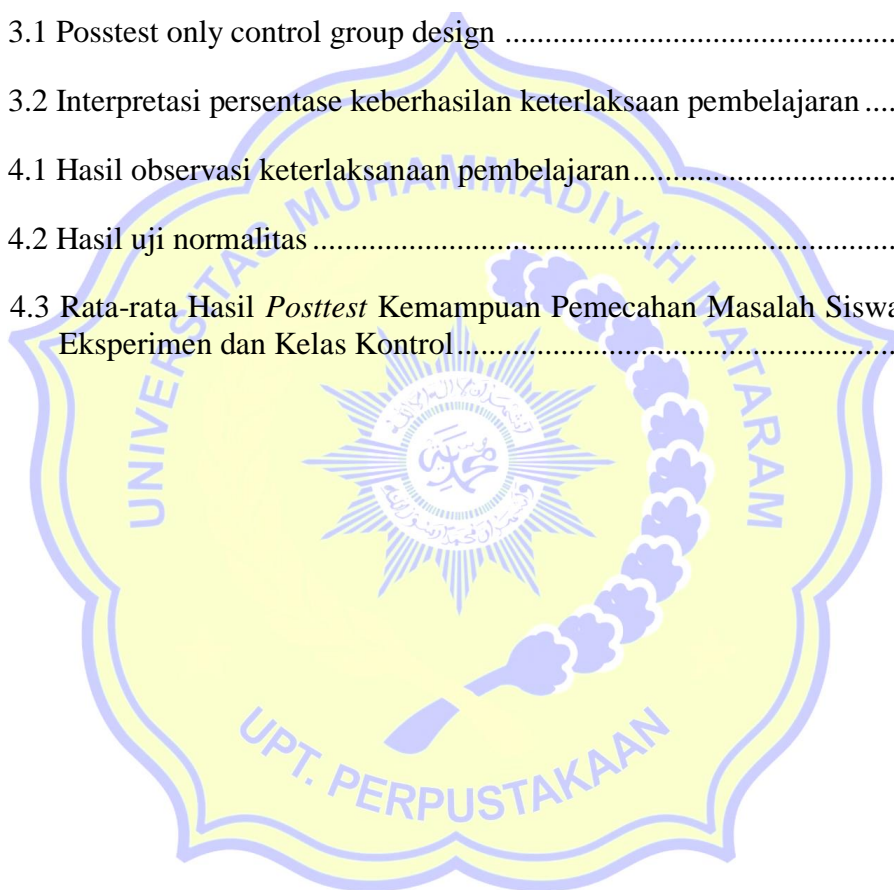 3.1 Posstest only control group design ................................................
3.2 Interpretasi persentase keberhasilan keterlaksaan pembelajaran ....
4.1 Hasil observasi keterlaksanaan pembelajaran................................
4.2 Hasil uji normalitas........................................................................
4.3 Rata-rata Hasil Posttest Kemampuan Pemecahan Masalah Siswa
Eksperimen dan Kelas Kontrol......................................................
UNIVERSITAS MUHAMMADIYAH MATARAM
UPT. PERPUSTAKAAN